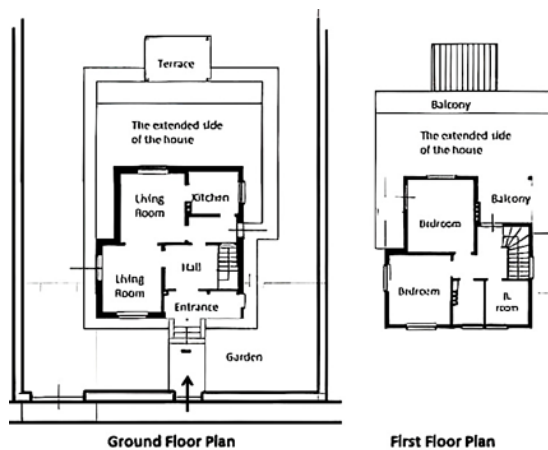 Terrace
The extended side
of the house
Living
Room
Kitchen
Living
Room
Hall
Entrance
Garden
Ground Floor Plan
Balcony
The extended side
of the house
Balcony
Bedroom
Bedroom
B.
room
First Floor Plan